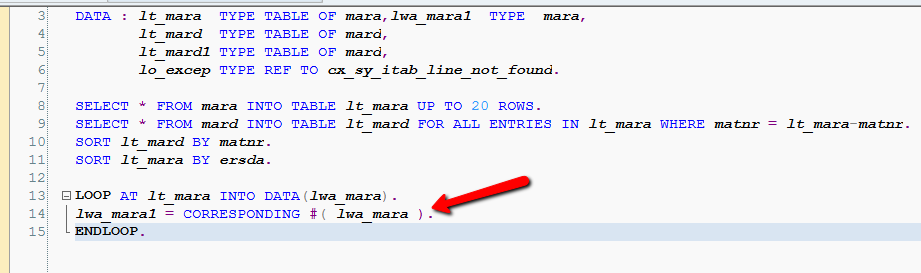 3 DATA : lt_mara TYPE TABLE OF mara,lwa_mara1 TYPE mara,
4 lt_mard TYPE TABLE OF mard,
5 lt_mard1 TYPE TABLE OF mard,
6 lo_excep TYPE REF TO cx_sy_itab_line_not_found.
7
8 SELECT * FROM mara INTO TABLE lt_mara UP TO 20 ROWS.
9 SELECT * FROM mard INTO TABLE lt_mard FOR ALL ENTRIES IN lt_mara WHERE matnr = lt_mara-matnr.
10 SORT lt_mard BY matnr.
11 SORT lt_mara BY ersda.
12
13 LOOP AT lt_mara INTO DATA(lwa_mara).
14 lwa_mara1 = CORRESPONDING #( lwa_mara ).
15 ENDLOOP.